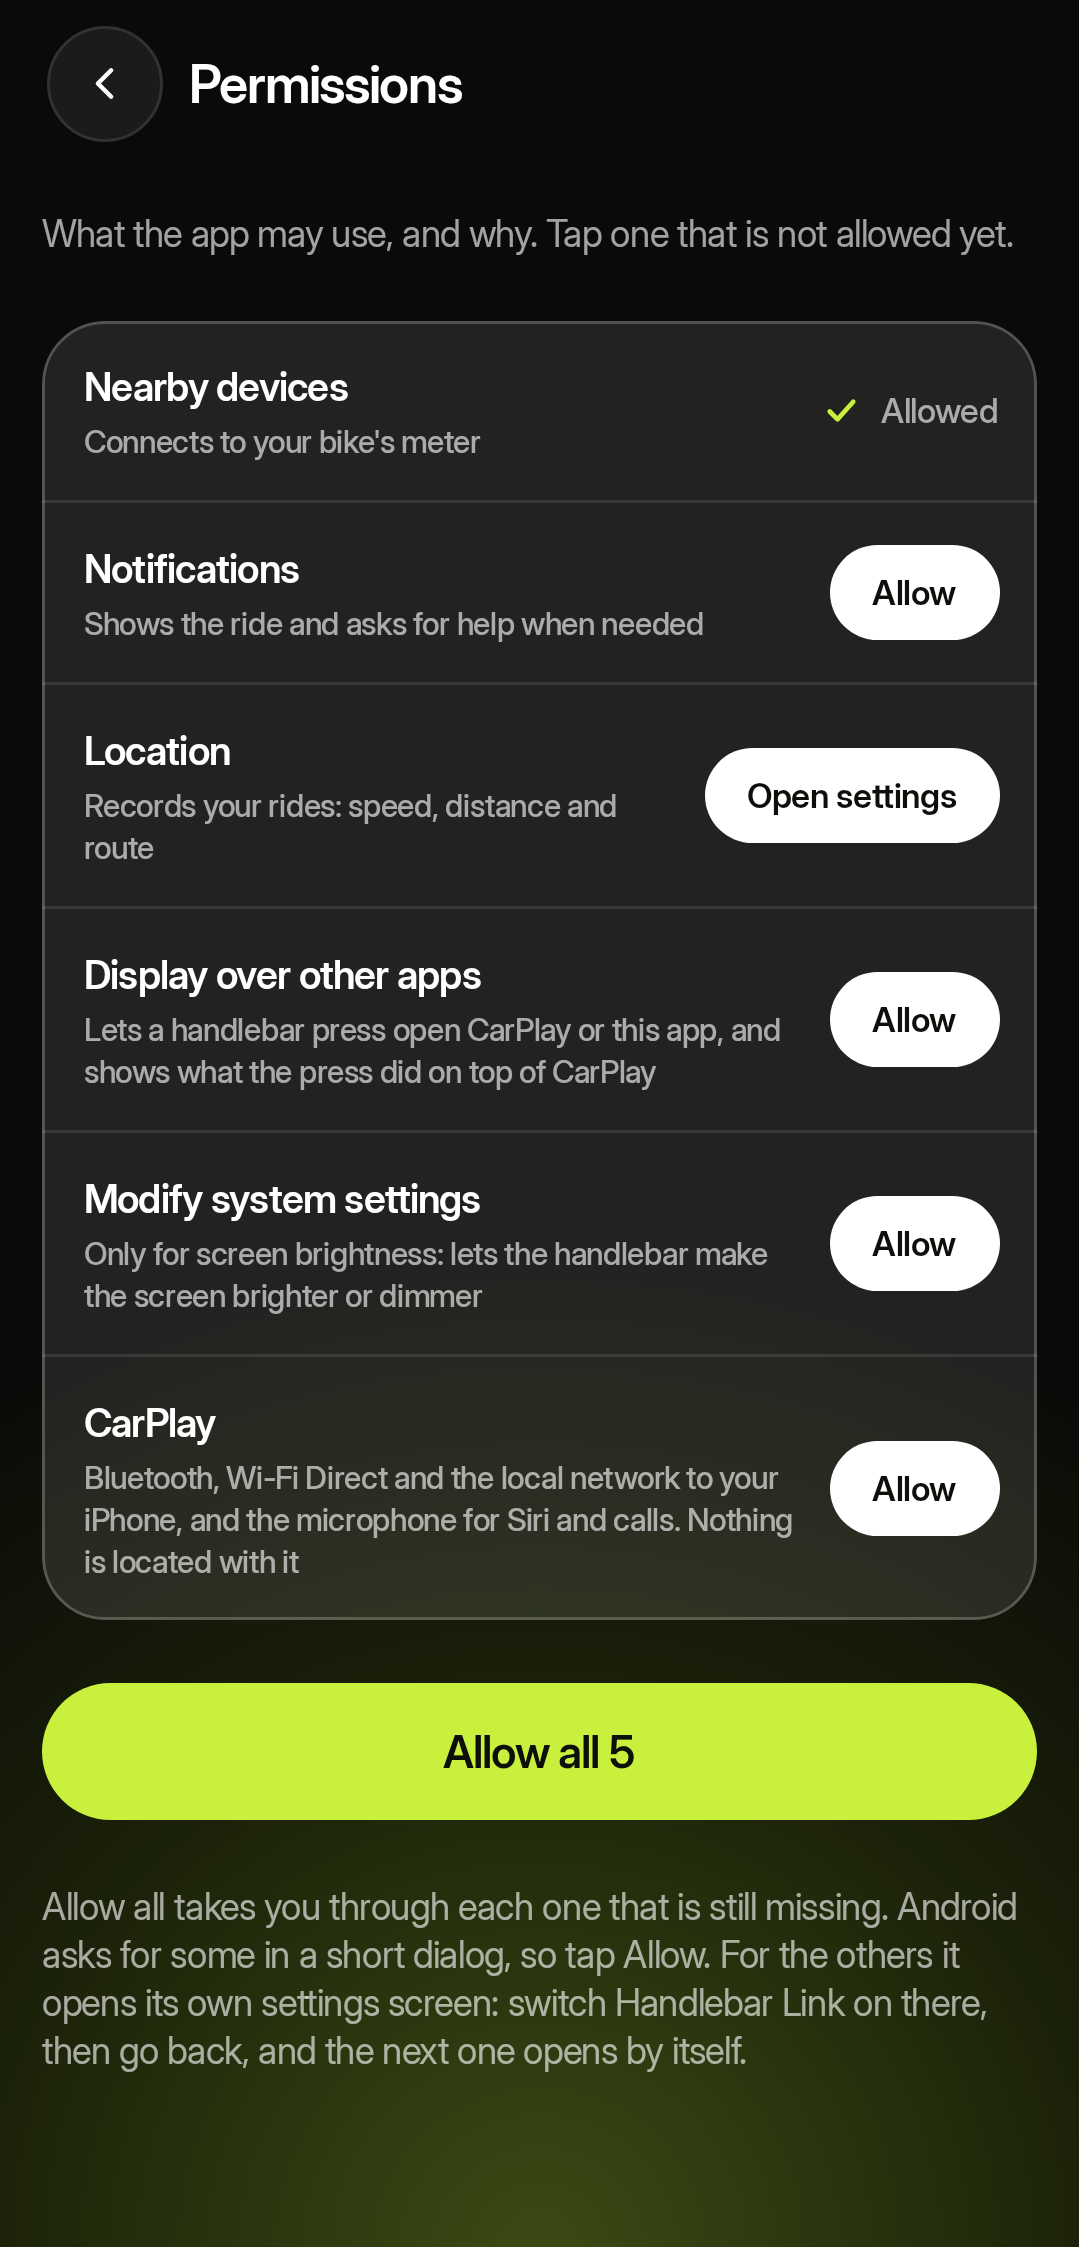 Permissions
What the app may use, and why. Tap one that is not allowed yet.
Nearby devices
Connects to your bike's meter
Allowed
Notifications
Shows the ride and asks for help when needed
Allow
Location
Records your rides: speed, distance and
route
Open settings
Display over other apps
Lets a handlebar press open CarPlay or this app, and
shows what the press did on top of CarPlay
Allow
Modify system settings
Only for screen brightness: lets the handlebar make
the screen brighter or dimmer
Allow
CarPlay
Bluetooth, Wi-Fi Direct and the local network to your
iPhone, and the microphone for Siri and calls. Nothing
is located with it
Allow
Allow all 5
Allow all takes you through each one that is still missing. Android
asks for some in a short dialog, so tap Allow. For the others it
opens its own settings screen: switch Handlebar Link on there,
then go back, and the next one opens by itself.